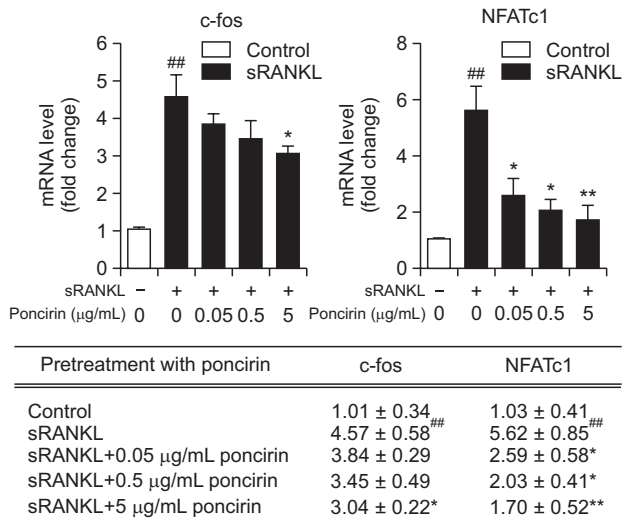 c-fos
NFATc1
mRNA level
(fold change)
6
5
4
3
2
1
0
##
*
Control
sRANKL
sRANKL − + + + +
Poncirin (μg/mL) 0 0 0.05 0.5 5
mRNA level
(fold change)
8
6
4
2
0
##
*
*
**
Control
sRANKL
sRANKL − + + + +
Poncirin (μg/mL) 0 0 0.05 0.5 5
Pretreatment with poncirin c-fos NFATc1
Control 1.01 ± 0.34 1.03 ± 0.41
sRANKL 4.57 ± 0.58## 5.62 ± 0.85##
sRANKL+0.05 μg/mL poncirin 3.84 ± 0.29 2.59 ± 0.58*
sRANKL+0.5 μg/mL poncirin 3.45 ± 0.49 2.03 ± 0.41*
sRANKL+5 μg/mL poncirin 3.04 ± 0.22* 1.70 ± 0.52**